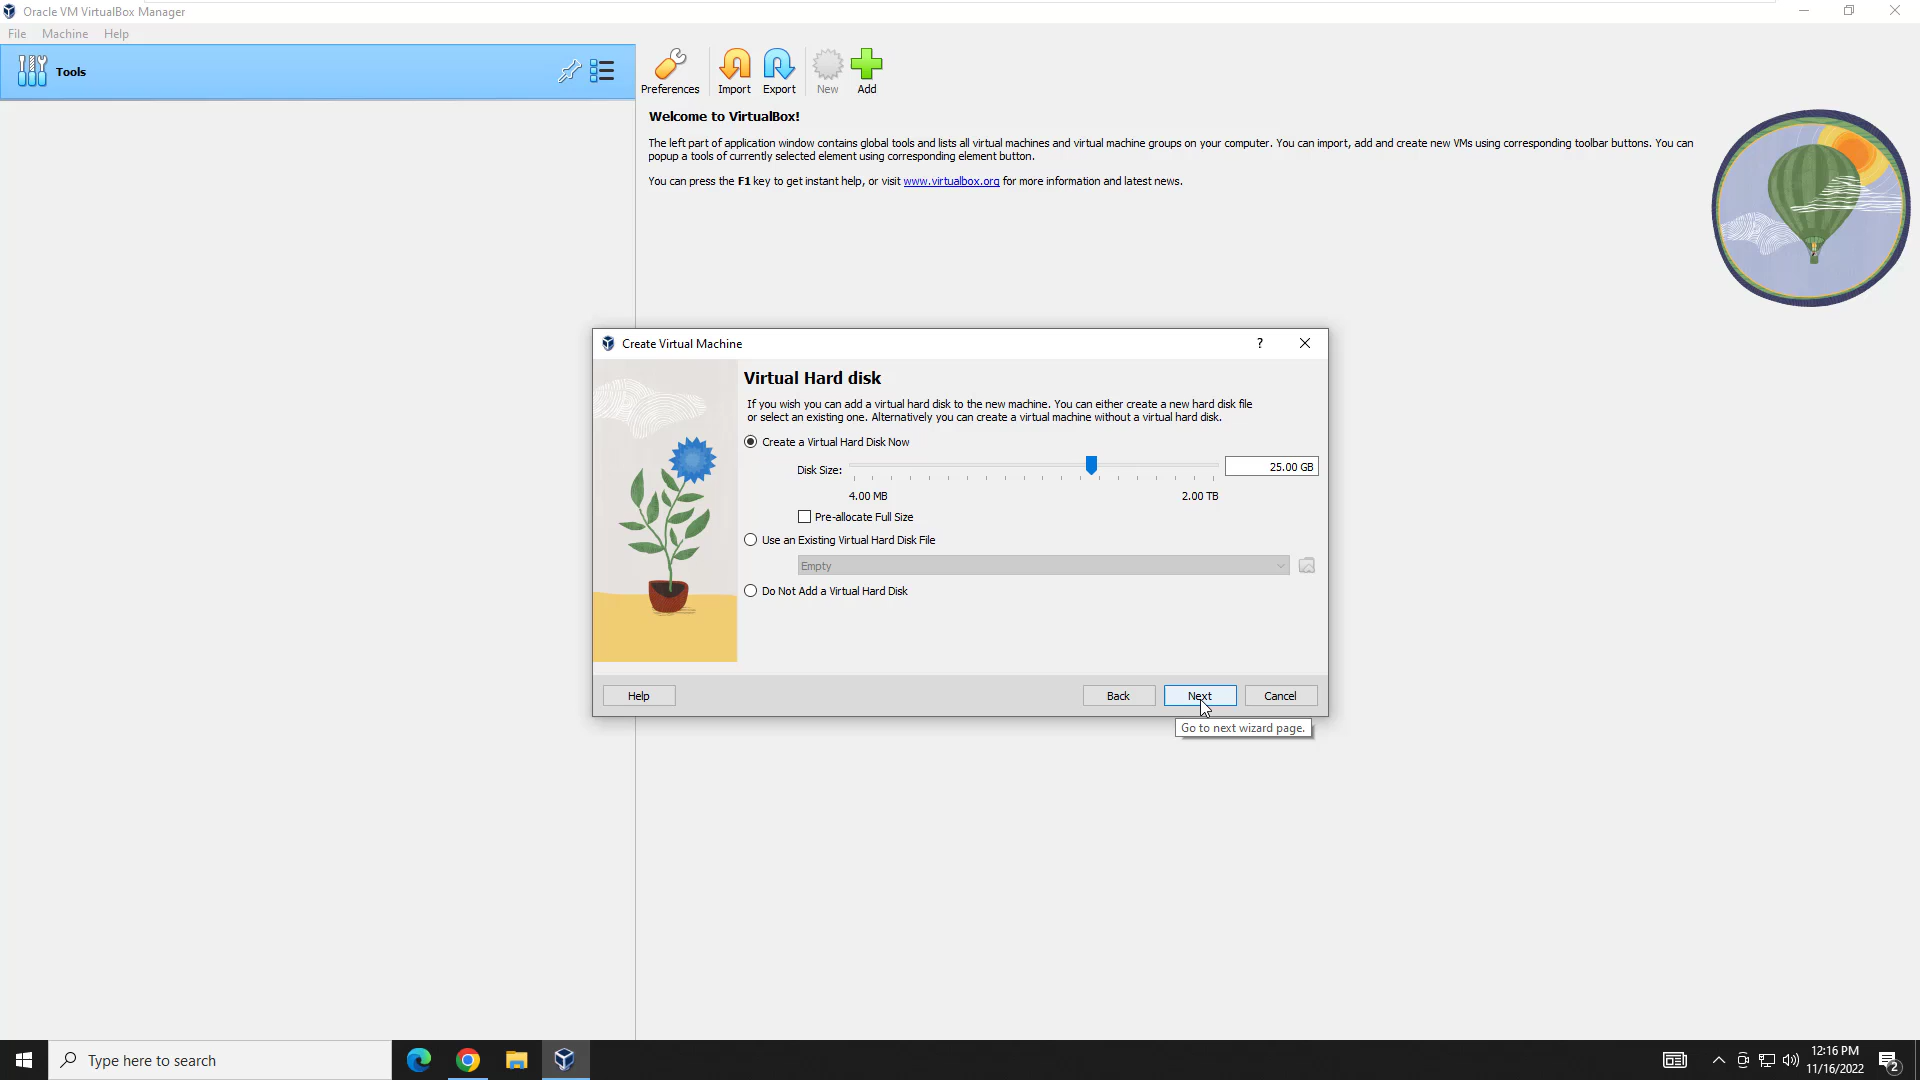 Oracle VM VirtualBox Manager
File Machine Help
Tools
Preferences Import Export New Add
Welcome to VirtualBox!
The left part of application window contains global tools and lists all virtual machines and virtual machine groups on your computer. You can import, add and create new VMs using corresponding toolbar buttons. You can
popup a tools of currently selected element using corresponding element button.
You can press the F1 key to get instant help, or visit www.virtualbox.org for more information and latest news.
Create Virtual Machine ?
Virtual Hard disk
If you wish you can add a virtual hard disk to the new machine. You can either create a new hard disk file
or select an existing one. Alternatively you can create a virtual machine without a virtual hard disk.
Create a Virtual Hard Disk Now
Disk Size: 25.00 GB
4.00 MB 2.00 TB
Pre-allocate Full Size
Use an Existing Virtual Hard Disk File
Empty
Do Not Add a Virtual Hard Disk
Help Back Next Cancel
Go to next wizard page.
Type here to search
12:16 PM
11/16/2022
2